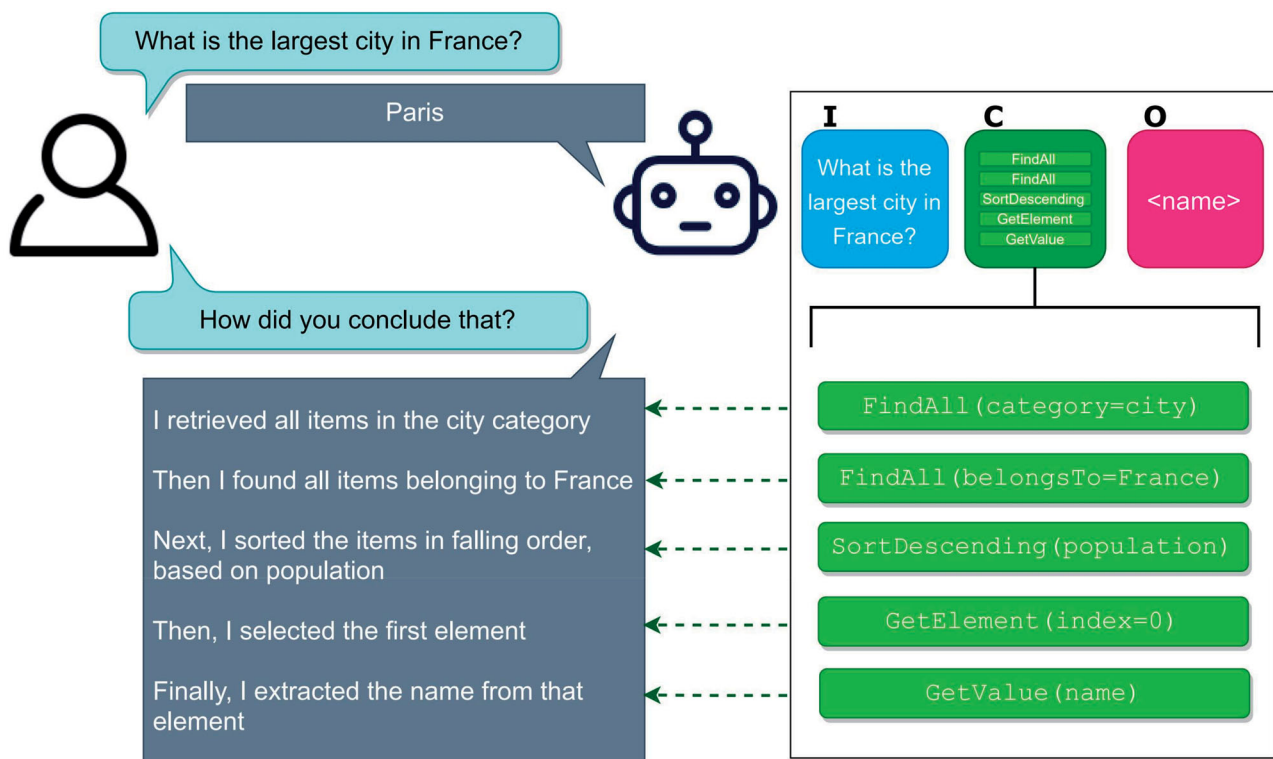 What is the largest city in France?
Paris
How did you conclude that?
I retrieved all items in the city category
Then I found all items belonging to France
Next, I sorted the items in falling order,
based on population
Then, I selected the first element
Finally, I extracted the name from that
element
I
C
O
What is the
largest city in
France?
FindAll
FindAll
SortDescending
GetElement
GetValue
<name>
FindAll(category=city)
FindAll(belongsTo=France)
SortDescending(population)
GetElement(index=0)
GetValue(name)